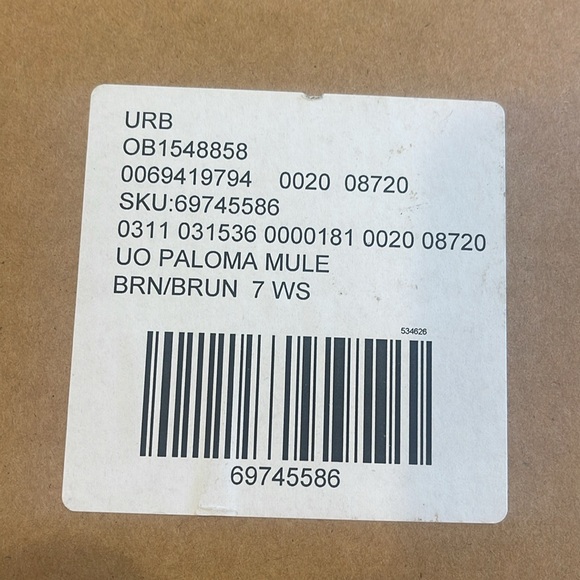 URB
OB1548858
0069419794 0020 08720
SKU:69745586
0311 031536 0000181 0020 08720
UO PALOMA MULE
BRN/BRUN 7 WS
534626
69745586